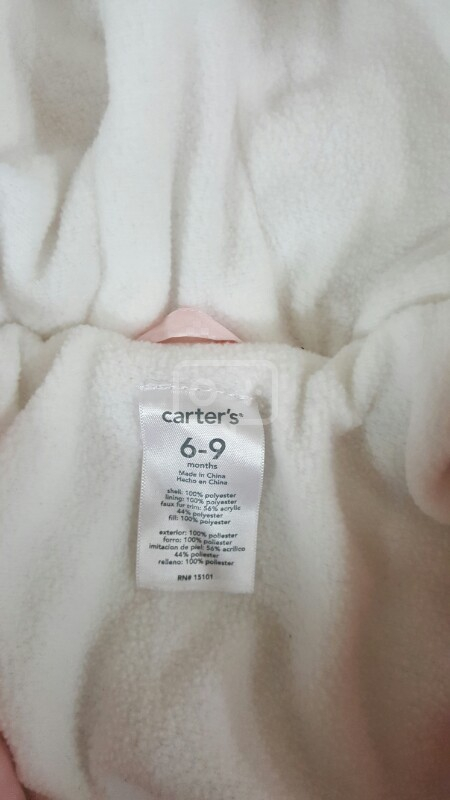 carter's®
6-9
months
Made in China
Hecho en China
shell: 100% polyester
lining: 100% polyester
faux fur trim: 56% acrylic
44% polyester
fill: 100% polyester
exterior: 100% poliester
forro: 100% poliester
imitacion de piel: 56% acrilico
44% poliester
relleno: 100% poliester
RN# 15101